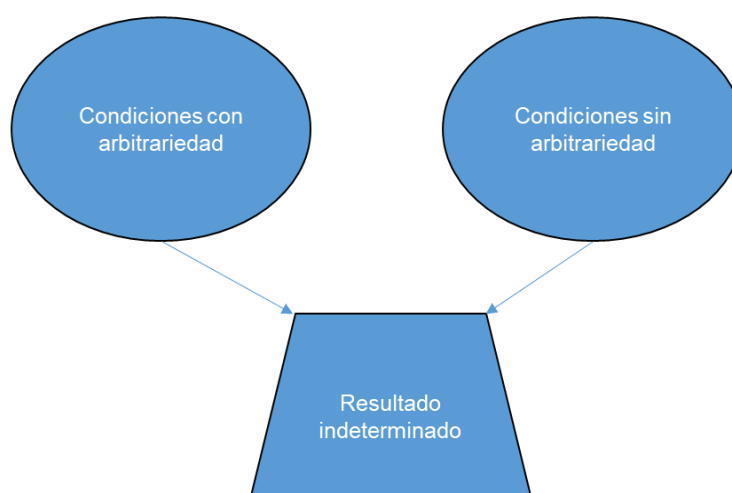 Condiciones con
arbitrariedad
Condiciones sin
arbitrariedad
Resultado
indeterminado